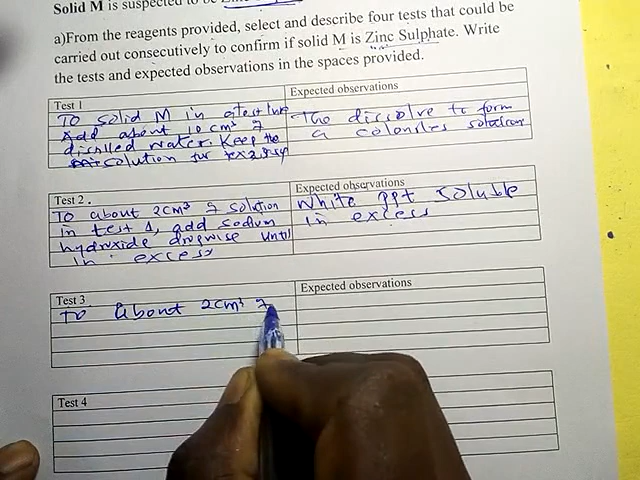 Solid M is suspected to be Zinc
a)From the reagents provided, select and describe four tests that could be
carried out consecutively to confirm if solid M is Zinc Sulphate. Write
the tests and expected observations in the spaces provided.
Test 1
To solid M in a test tube
Add about 10 cm³ of
distilled water. Keep the
solution for
Expected observations
The dissolve to form
a colourless
Test 2.
To about 2cm³ of solution
in test 1, add sodium
hydroxide dropwise until
in excess
Expected observations
White ppt soluble
in excess
Test 3
To about 2cm³ of
Expected observations
Test 4